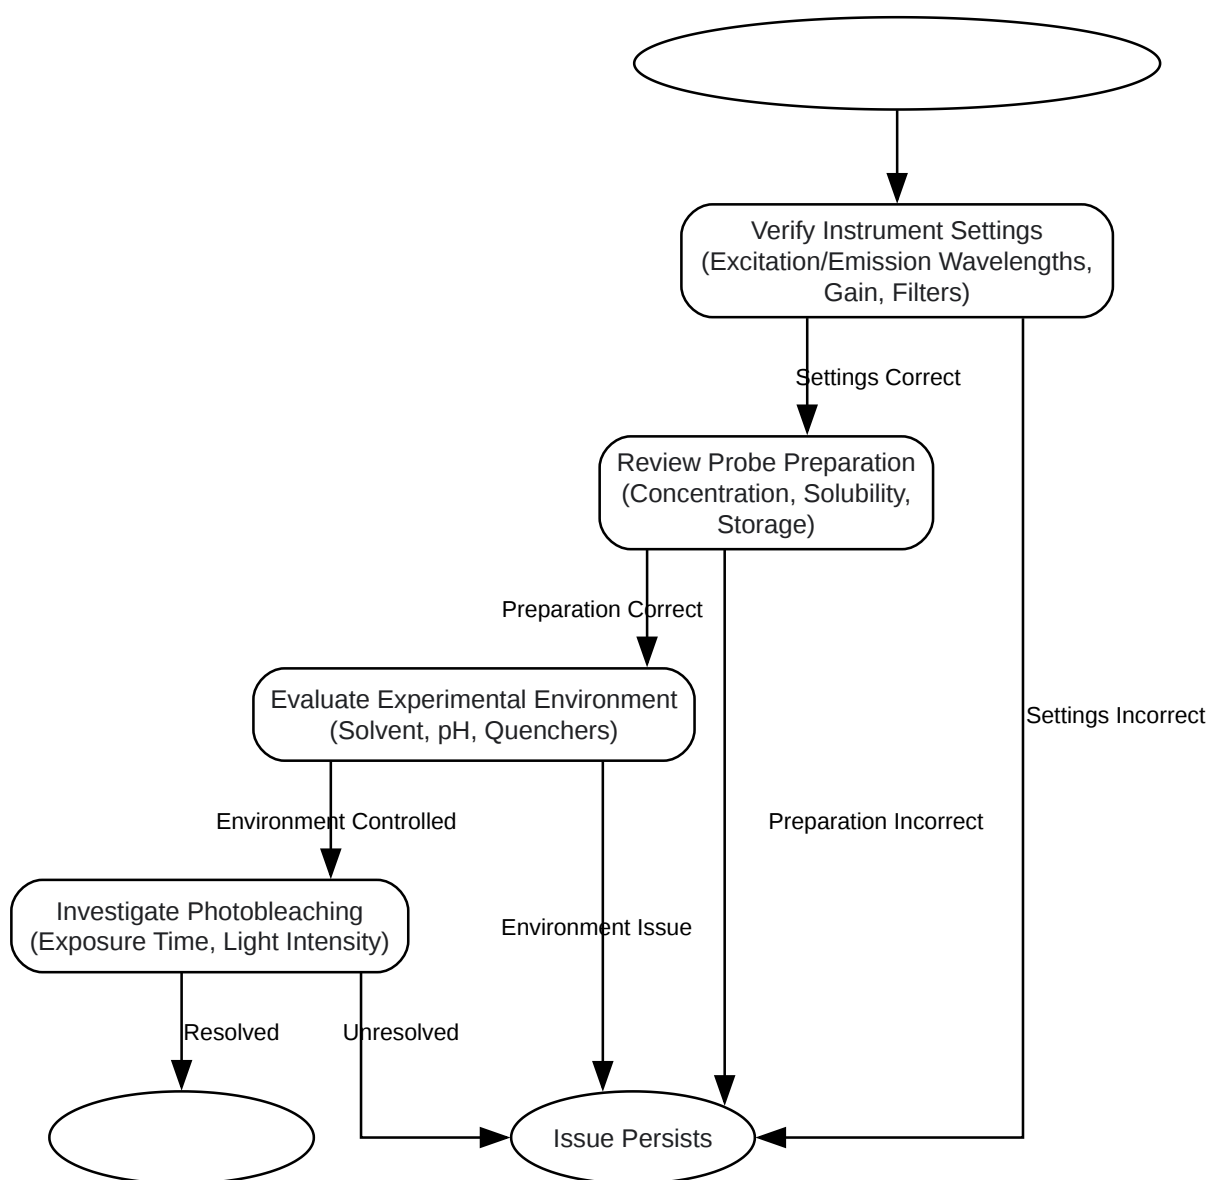 Verify Instrument Settings
(Excitation/Emission Wavelengths,
Gain, Filters)
Settings Correct
Review Probe Preparation
(Concentration, Solubility,
Storage)
Preparation Correct
Evaluate Experimental Environment
(Solvent, pH, Quenchers)
Settings Incorrect
Environment Controlled
Preparation Incorrect
Investigate Photobleaching
(Exposure Time, Light Intensity)
Environment Issue
Resolved
Unresolved
Issue Persists